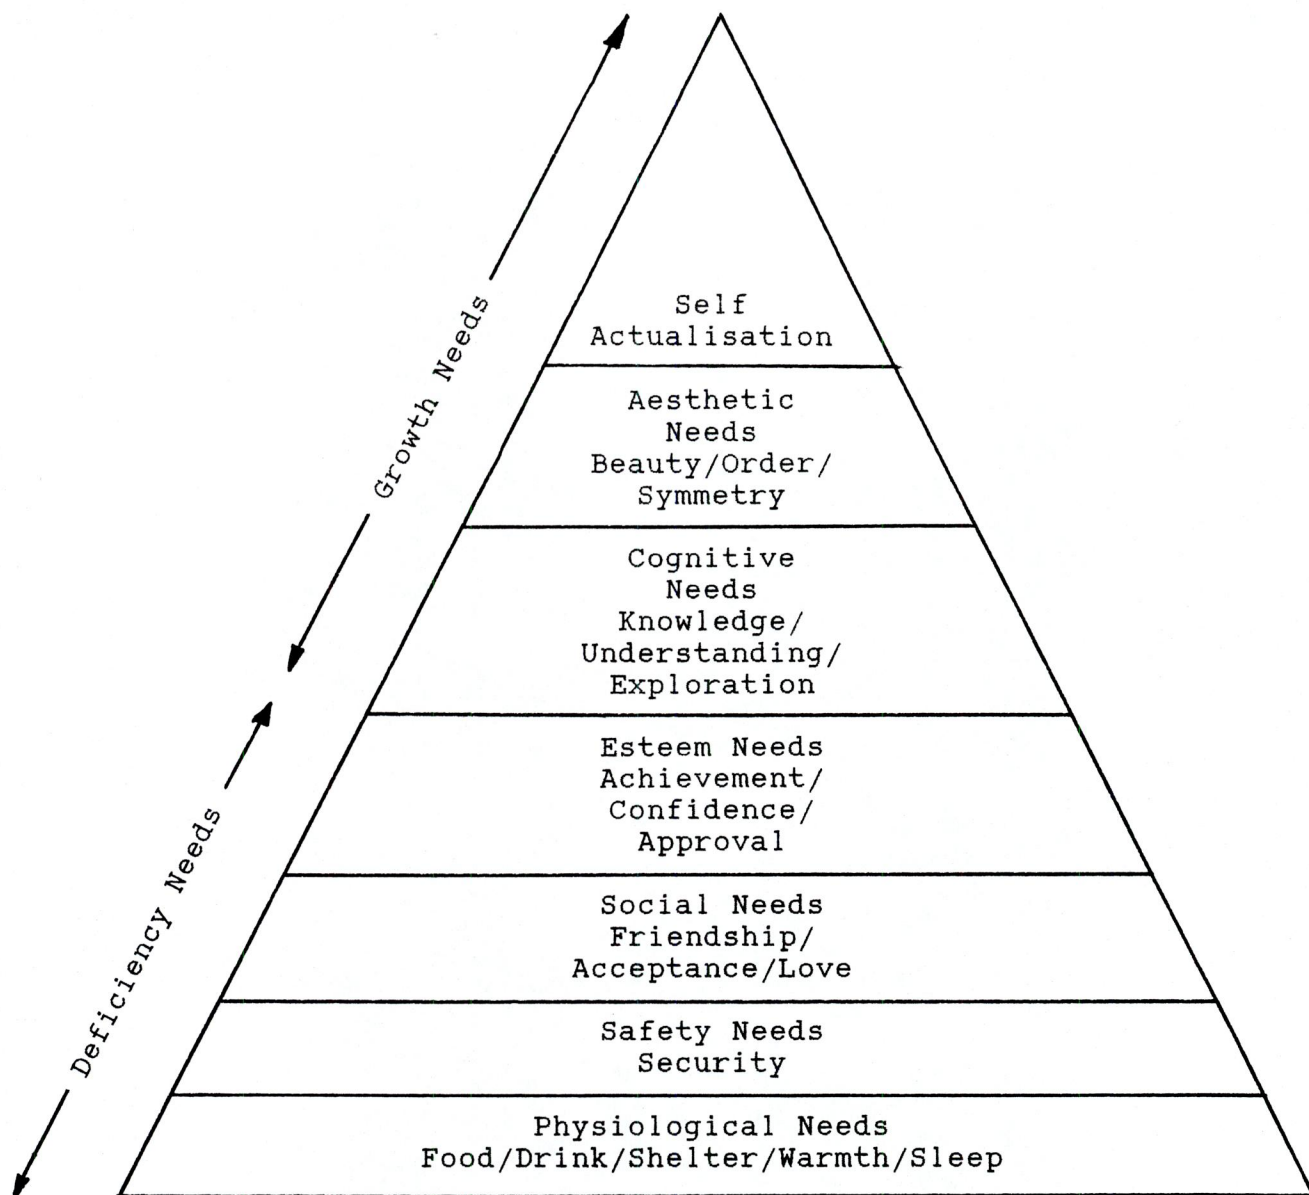 Self
Actualisation
Aesthetic
Needs
Beauty/Order/
Symmetry
Cognitive
Needs
Knowledge/
Understanding/
Exploration
Esteem Needs
Achievement/
Confidence/
Approval
Social Needs
Friendship/
Acceptance/Love
Safety Needs
Security
Physiological Needs
Food/Drink/Shelter/Warmth/Sleep
Growth Needs
Deficiency Needs